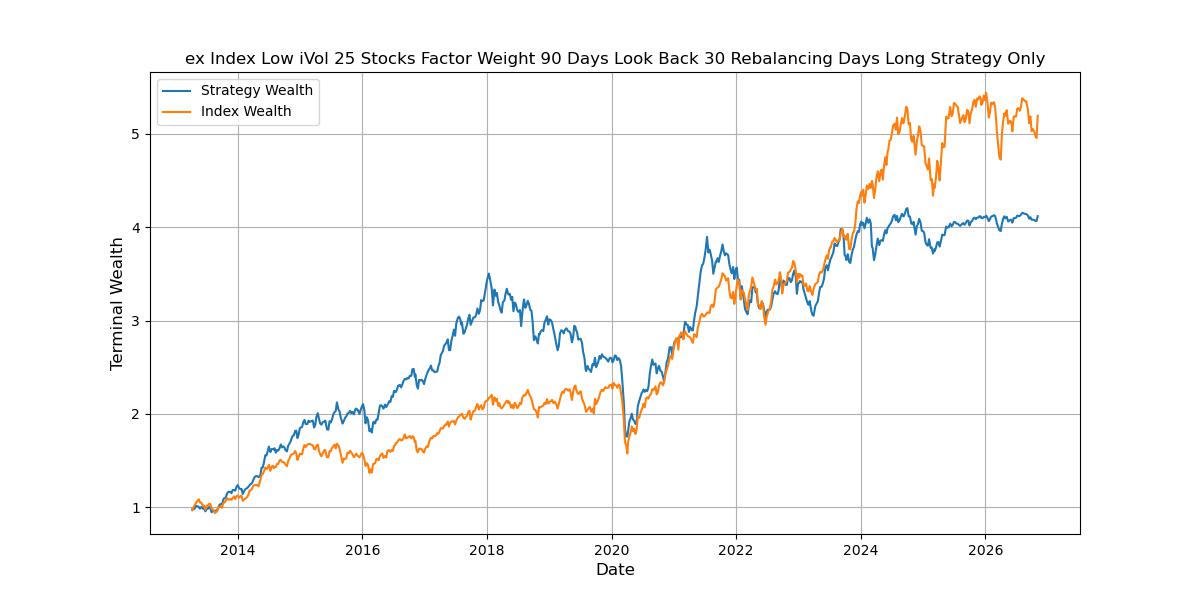 ex Index Low iVol 25 Stocks Factor Weight 90 Days Look Back 30 Rebalancing Days Long Strategy Only
Strategy Wealth
Index Wealth
Terminal Wealth
5
4
3
2
1
2014 2016 2018 2020 2022 2024 2026
Date